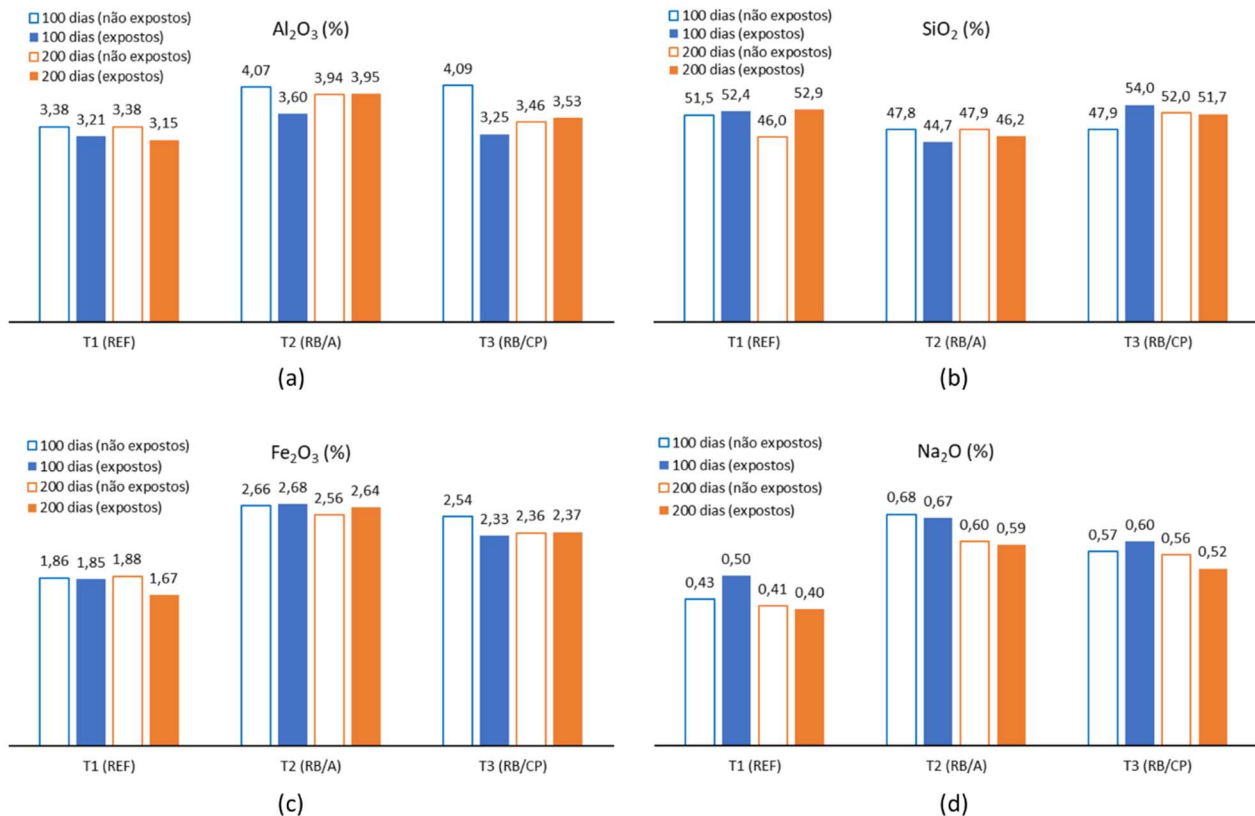 Al₂O₃ (%)
100 dias (não expostos)
100 dias (expostos)
200 dias (não expostos)
200 dias (expostos)
3,38 3,21 3,38 3,15
4,07 3,60 3,94 3,95
4,09 3,25 3,46 3,53
T1 (REF) T2 (RB/A) T3 (RB/CP)
(a)
SiO₂ (%)
100 dias (não expostos)
100 dias (expostos)
200 dias (não expostos)
200 dias (expostos)
51,5 52,4 46,0 52,9
47,8 44,7 47,9 46,2
47,9 54,0 52,0 51,7
T1 (REF) T2 (RB/A) T3 (RB/CP)
(b)
Fe₂O₃ (%)
100 dias (não expostos)
100 dias (expostos)
200 dias (não expostos)
200 dias (expostos)
1,86 1,85 1,88 1,67
2,66 2,68 2,56 2,64
2,54 2,33 2,36 2,37
T1 (REF) T2 (RB/A) T3 (RB/CP)
(c)
Na₂O (%)
100 dias (não expostos)
100 dias (expostos)
200 dias (não expostos)
200 dias (expostos)
0,43 0,50 0,41 0,40
0,68 0,67 0,60 0,59
0,57 0,60 0,56 0,52
T1 (REF) T2 (RB/A) T3 (RB/CP)
(d)